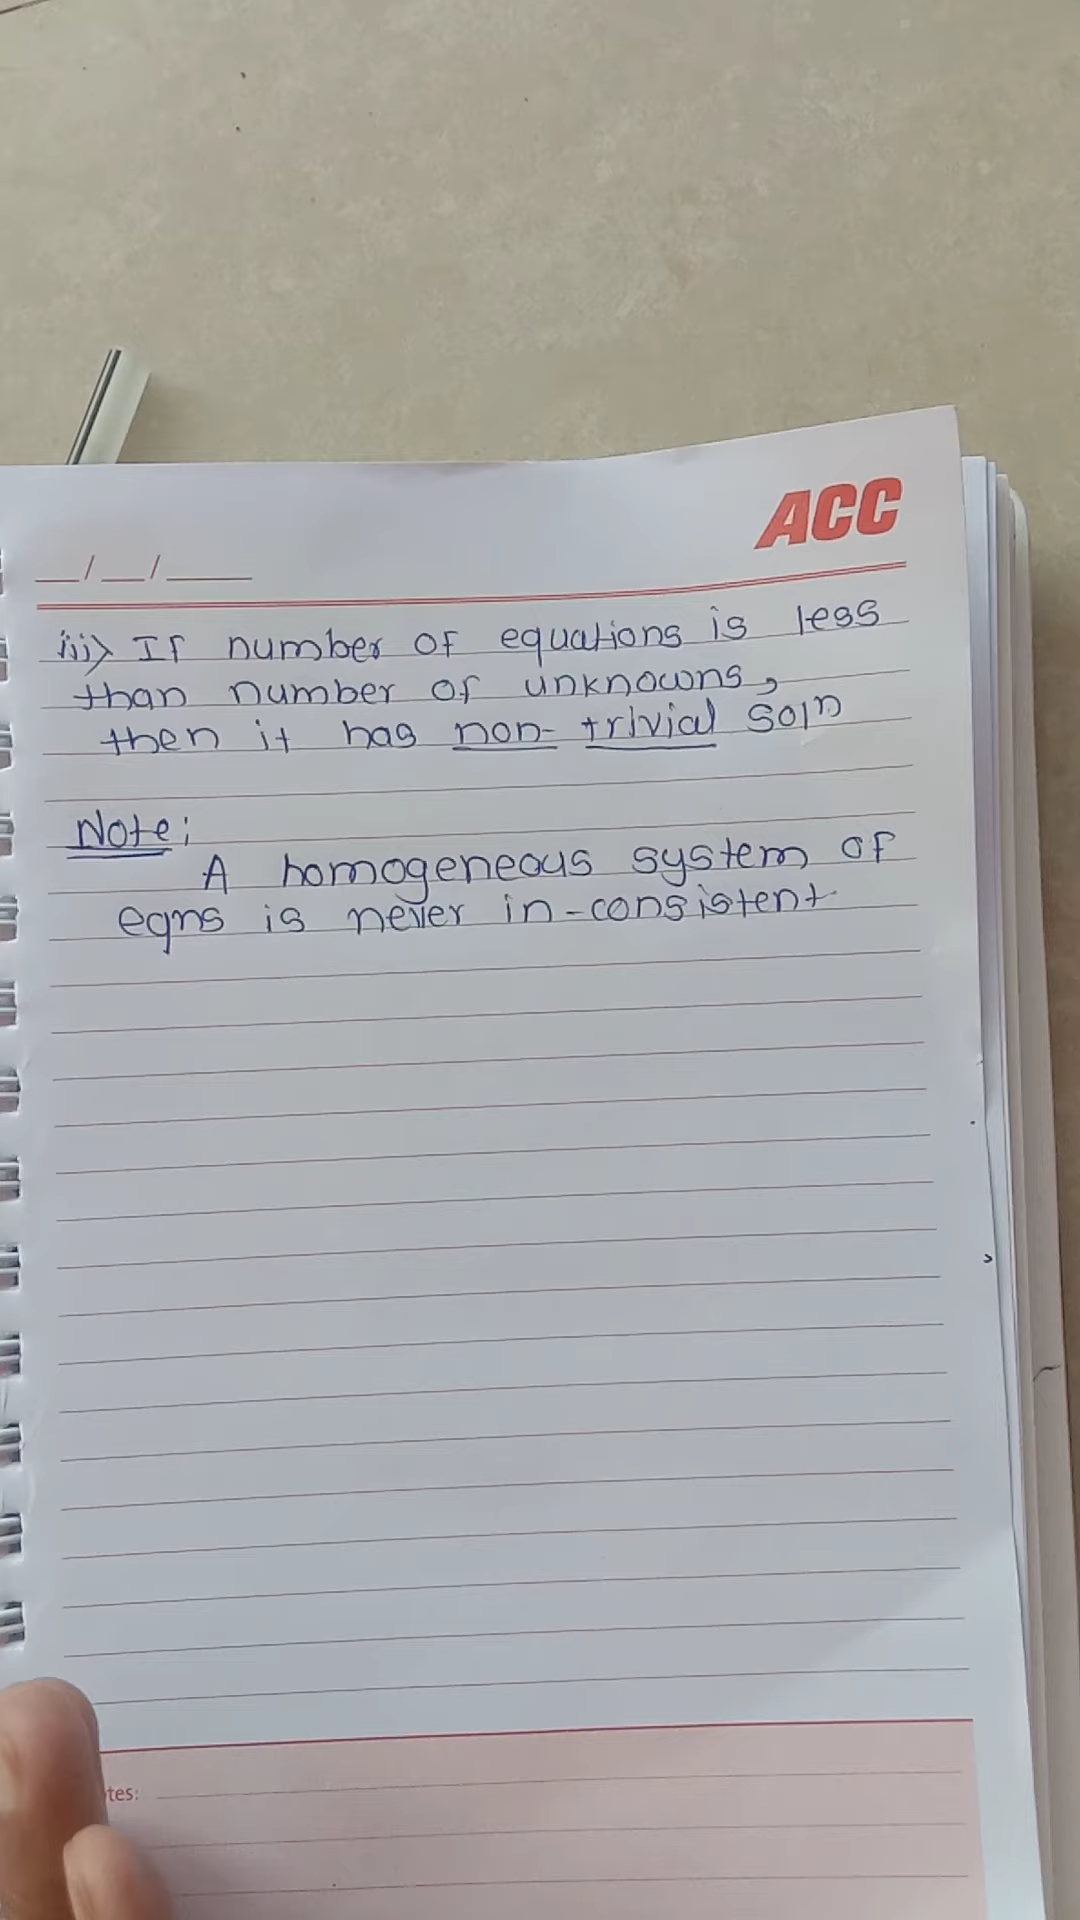 ACC
__/__/____
iii) If number of equations is less
than number of unknowns,
then it has non-trivial soln
Note:
A homogeneous system of
eqns is never in-consistent
tes: